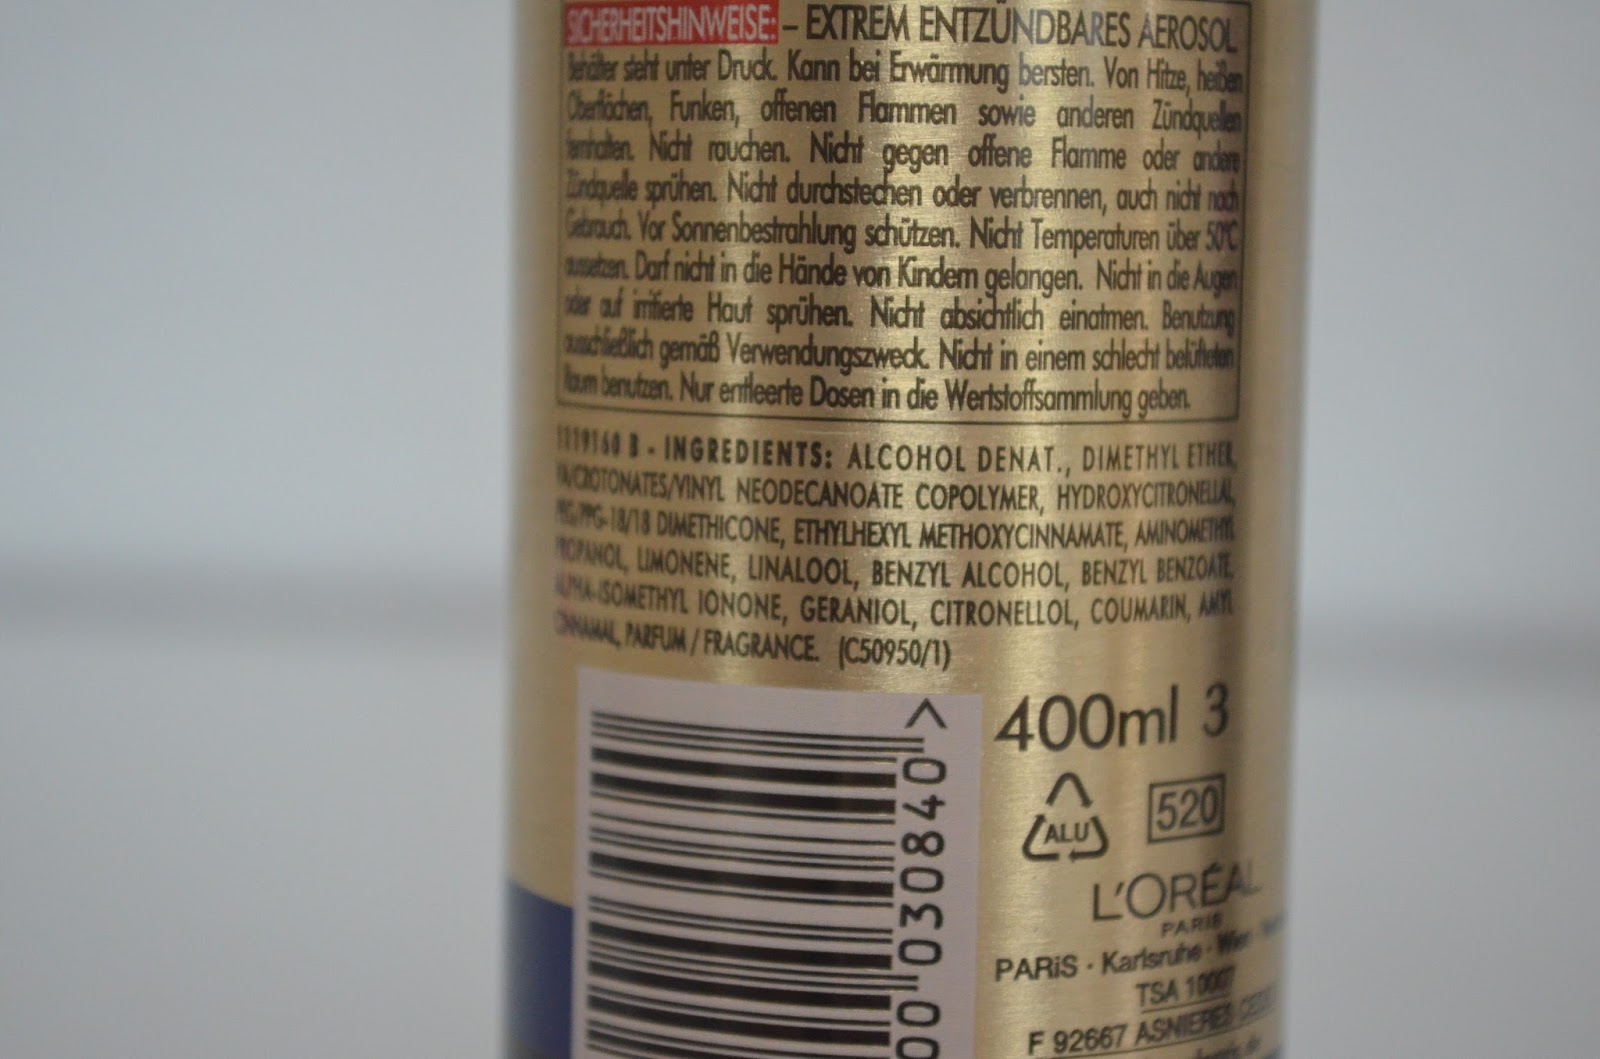 SICHERHEITSHINWEISE: – EXTREM ENTZÜNDBARES AEROSOL
Behälter steht unter Druck. Kann bei Erwärmung bersten. Von Hitze, heißen
Oberflächen, Funken, offenen Flammen sowie anderen Zündquellen
fernhalten. Nicht rauchen. Nicht gegen offene Flamme oder andere
Zündquelle sprühen. Nicht durchstechen oder verbrennen, auch nicht nach
Gebrauch. Vor Sonnenbestrahlung schützen. Nicht Temperaturen über 50°C
aussetzen. Darf nicht in die Hände von Kindern gelangen. Nicht in die Augen
oder auf irritierte Haut sprühen. Nicht absichtlich einatmen. Benutzung
ausschließlich gemäß Verwendungszweck. Nicht in einem schlecht belüfteten
Raum benutzen. Nur entleerte Dosen in die Wertstoffsammlung geben.
1119160 B - INGREDIENTS: ALCOHOL DENAT., DIMETHYL ETHER,
VA/CROTONATES/VINYL NEODECANOATE COPOLYMER, HYDROXYCITRONELLAL,
PEG/PPG-18/18 DIMETHICONE, ETHYLHEXYL METHOXYCINNAMATE, AMINOMETHYL
PROPANOL, LIMONENE, LINALOOL, BENZYL ALCOHOL, BENZYL BENZOATE,
ALPHA-ISOMETHYL IONONE, GERANIOL, CITRONELLOL, COUMARIN, AMYL
CINNAMAL, PARFUM / FRAGRANCE. (C50950/1)
400ml 3
ALU
520
00 030840 >
L'ORÉAL
PARIS
PARiS · Karlsruhe · Wien
TSA 10007
F 92667 ASNIERES CEDEX